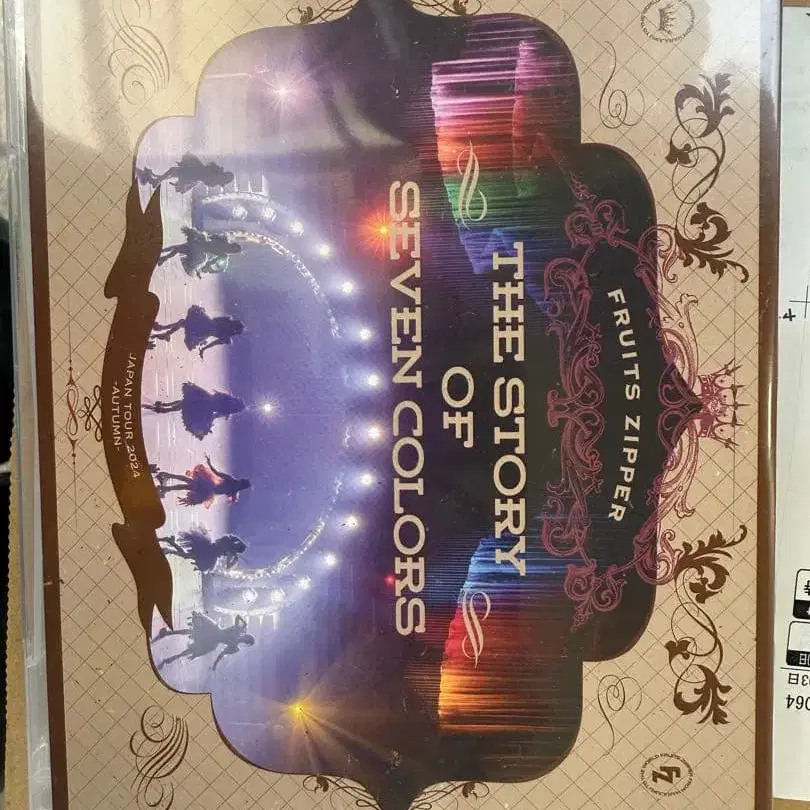 FRUITS ZIPPER
THE STORY
OF
SEVEN COLORS
JAPAN TOUR 2024
-AUTUMN-